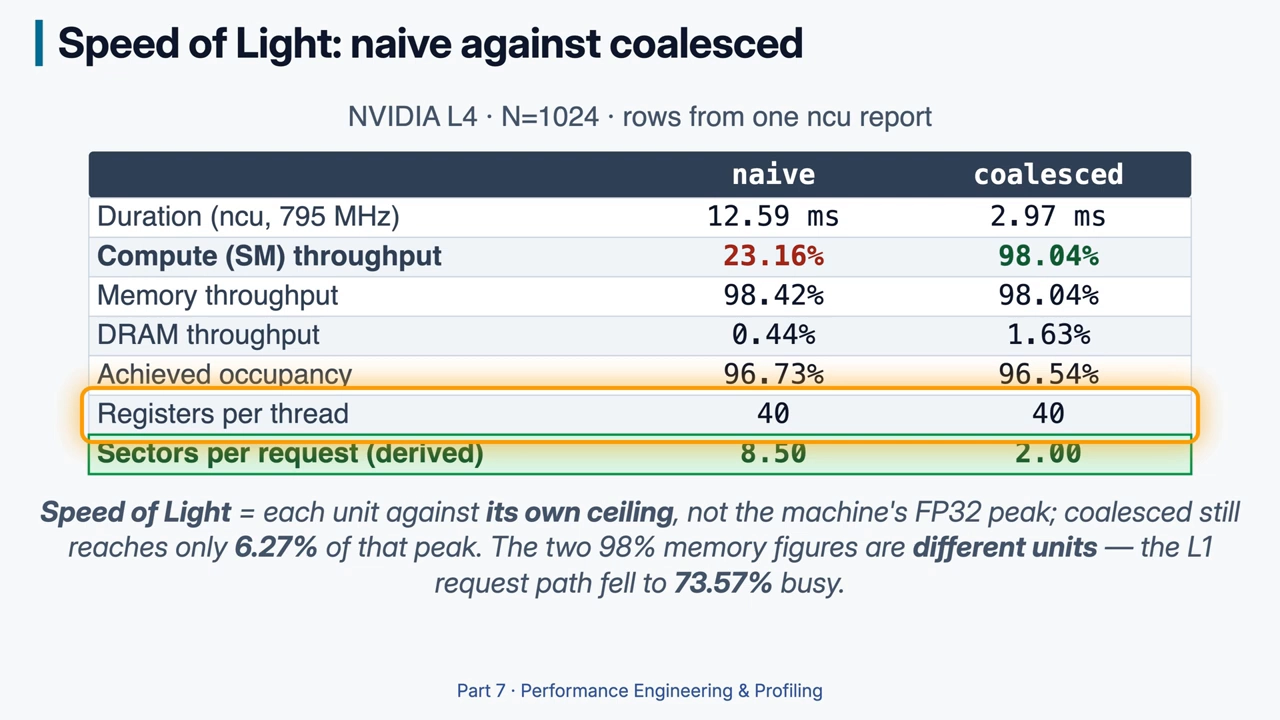 Speed of Light: naive against coalesced
NVIDIA L4 · N=1024 · rows from one ncu report
naive coalesced
Duration (ncu, 795 MHz) 12.59 ms 2.97 ms
Compute (SM) throughput 23.16% 98.04%
Memory throughput 98.42% 98.04%
DRAM throughput 0.44% 1.63%
Achieved occupancy 96.73% 96.54%
Registers per thread 40 40
Sectors per request (derived) 8.50 2.00
Speed of Light = each unit against its own ceiling, not the machine's FP32 peak; coalesced still
reaches only 6.27% of that peak. The two 98% memory figures are different units — the L1
request path fell to 73.57% busy.
Part 7 · Performance Engineering & Profiling